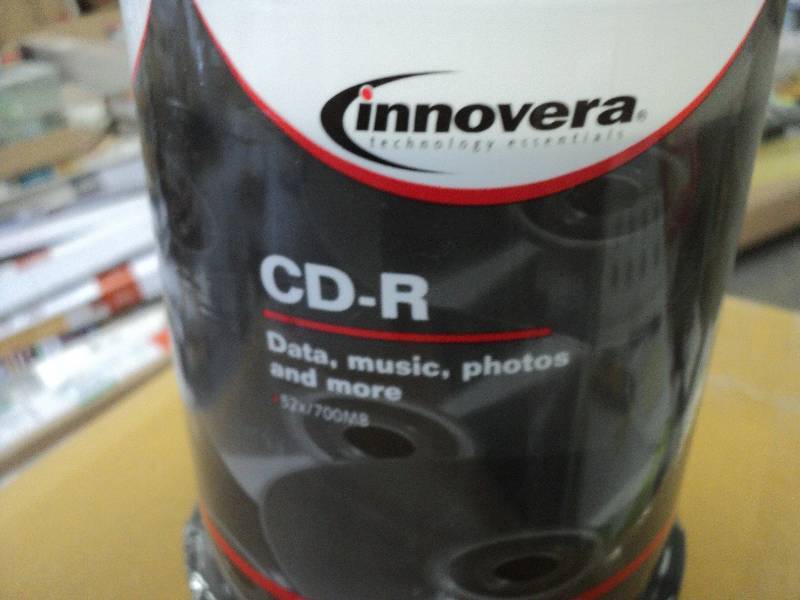 innovera®
technology essentials
CD-R
Data, music, photos
and more
52x/700MB